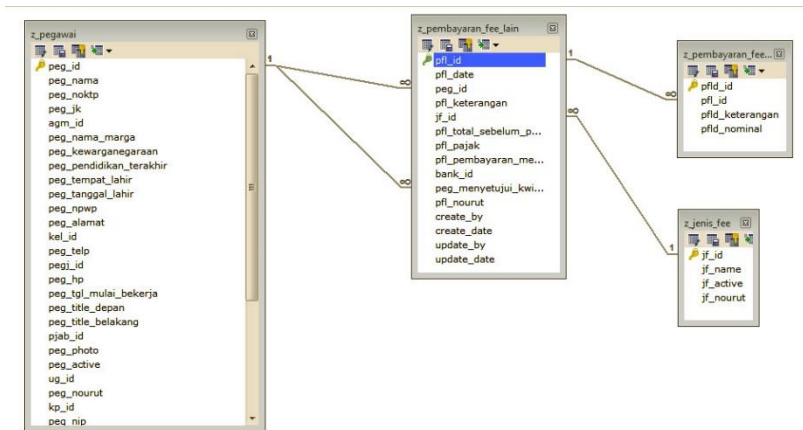 z_pegawai
peg_id
peg_nama
peg_noktp
peg_jk
agm_id
peg_nama_marga
peg_kewarganegaraan
peg_pendidikan_terakhir
peg_tempat_lahir
peg_tanggal_lahir
peg_npwp
peg_alamat
kel_id
peg_telp
pegj_id
peg_hp
peg_tgl_mulai_bekerja
peg_title_depan
peg_title_belakang
pjab_id
peg_photo
peg_active
ug_id
peg_nourut
kp_id
peg_nip
1
∞
∞
z_pembayaran_fee_lain
pfl_id
pfl_date
peg_id
pfl_keterangan
jf_id
pfl_total_sebelum_p...
pfl_pajak
pfl_pembayaran_me...
bank_id
peg_menyetujui_kwi...
pfl_nourut
create_by
create_date
update_by
update_date
1
∞
∞
1
z_pembayaran_fee...
pfld_id
pfl_id
pfld_keterangan
pfld_nominal
z_jenis_fee
jf_id
jf_name
jf_active
jf_nourut